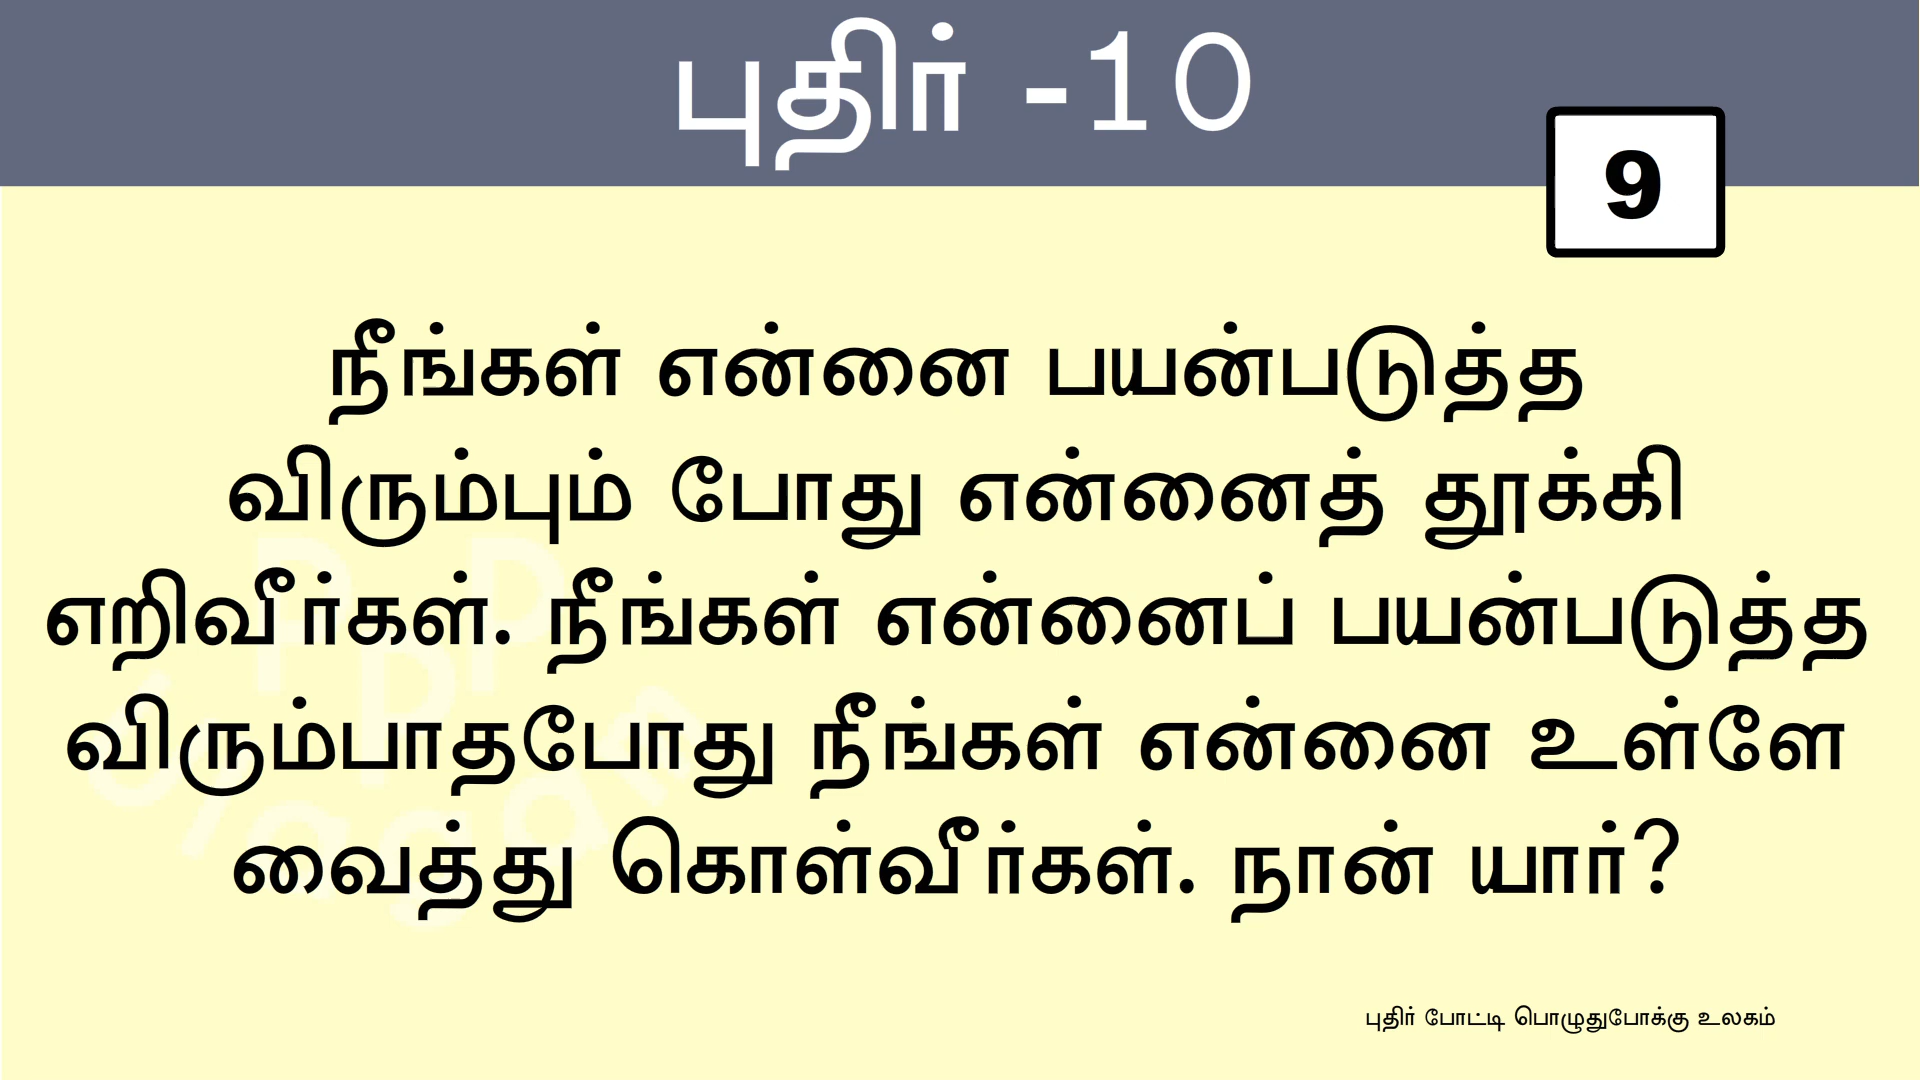 புதிர் -10
9
நீங்கள் என்னை பயன்படுத்த
விரும்பும் போது என்னைத் தூக்கி
எறிவீர்கள். நீங்கள் என்னைப் பயன்படுத்த
விரும்பாதபோது நீங்கள் என்னை உள்ளே
வைத்து கொள்வீர்கள். நான் யார்?
புதிர் போட்டி பொழுதுபோக்கு உலகம்